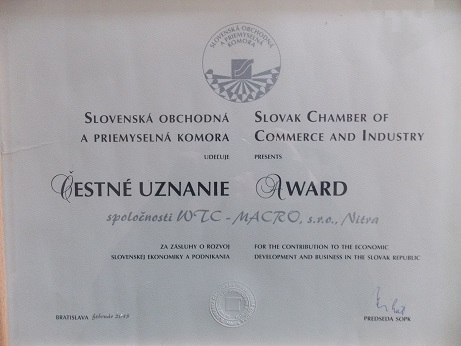 SLOVENSKÁ OBCHODNÁ
A PRIEMYSELNÁ
KOMORA
SLOVENSKÁ OBCHODNÁ
A PRIEMYSELNÁ KOMORA
UDEĽUJE
SLOVAK CHAMBER OF
COMMERCE AND INDUSTRY
PRESENTS
ČESTNÉ UZNANIE
AWARD
spoločnosti WTC - MACRO, s.r.o., Nitra
ZA ZÁSLUHY O ROZVOJ
SLOVENSKEJ EKONOMIKY A PODNIKANIA
FOR THE CONTRIBUTION TO THE ECONOMIC
DEVELOPMENT AND BUSINESS IN THE SLOVAK REPUBLIC
BRATISLAVA
PREDSEDA SOPK